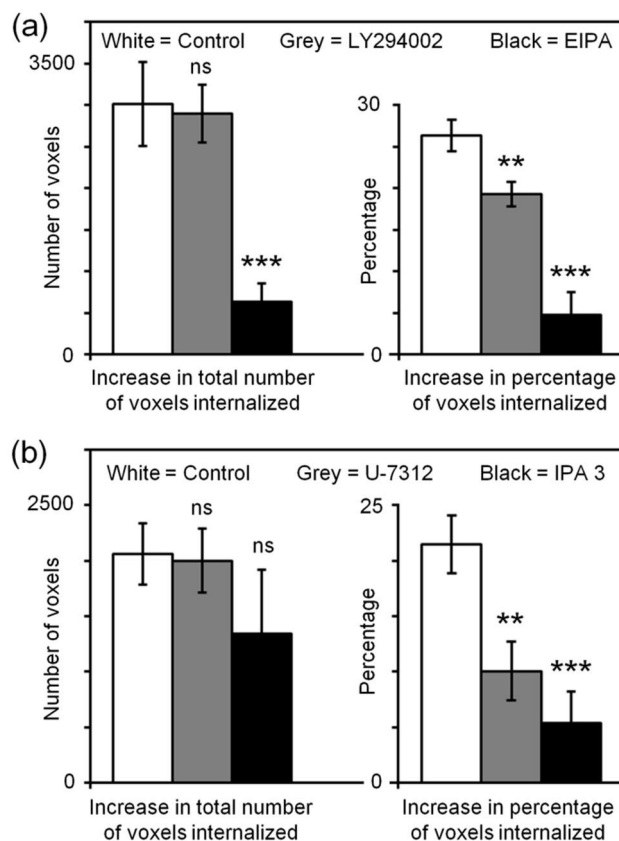 (a)
White = Control Grey = LY294002 Black = EIPA
3500
ns
***
0
Number of voxels
Increase in total number
of voxels internalized
30
**
***
0
Percentage
Increase in percentage
of voxels internalized
(b)
White = Control Grey = U-7312 Black = IPA 3
2500
ns
ns
0
Number of voxels
Increase in total number
of voxels internalized
25
**
***
0
Percentage
Increase in percentage
of voxels internalized